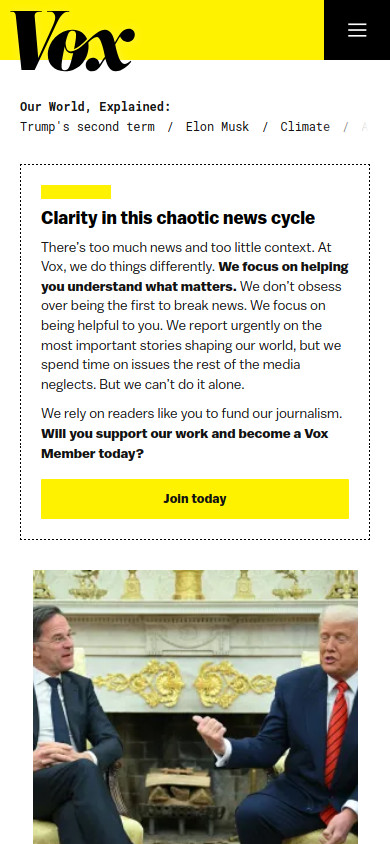 Vox
Our World, Explained:
Trump's second term / Elon Musk / Climate /
Clarity in this chaotic news cycle
There's too much news and too little context. At
Vox, we do things differently. We focus on helping
you understand what matters. We don't obsess
over being the first to break news. We focus on
being helpful to you. We report urgently on the
most important stories shaping our world, but we
spend time on issues the rest of the media
neglects. But we can't do it alone.
We rely on readers like you to fund our journalism.
Will you support our work and become a Vox
Member today?
Join today